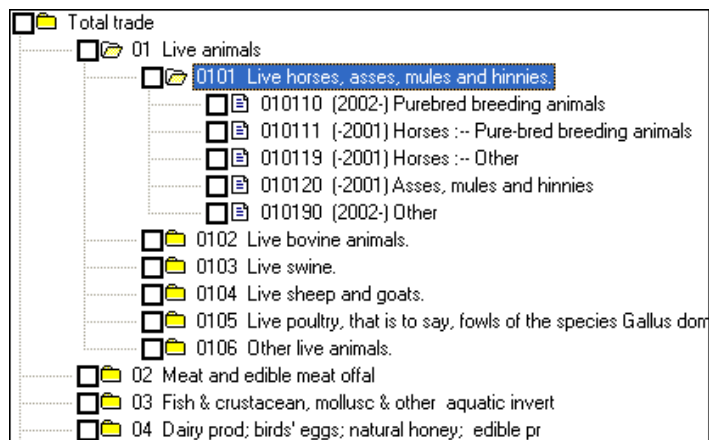 Total trade
01 Live animals
0101 Live horses, asses, mules and hinnies.
010110 (2002-) Purebred breeding animals
010111 (-2001) Horses :-- Pure-bred breeding animals
010119 (-2001) Horses :-- Other
010120 (-2001) Asses, mules and hinnies
010190 (2002-) Other
0102 Live bovine animals.
0103 Live swine.
0104 Live sheep and goats.
0105 Live poultry, that is to say, fowls of the species Gallus dom
0106 Other live animals.
02 Meat and edible meat offal
03 Fish & crustacean, mollusc & other aquatic invert
04 Dairy prod; birds' eggs; natural honey; edible pr